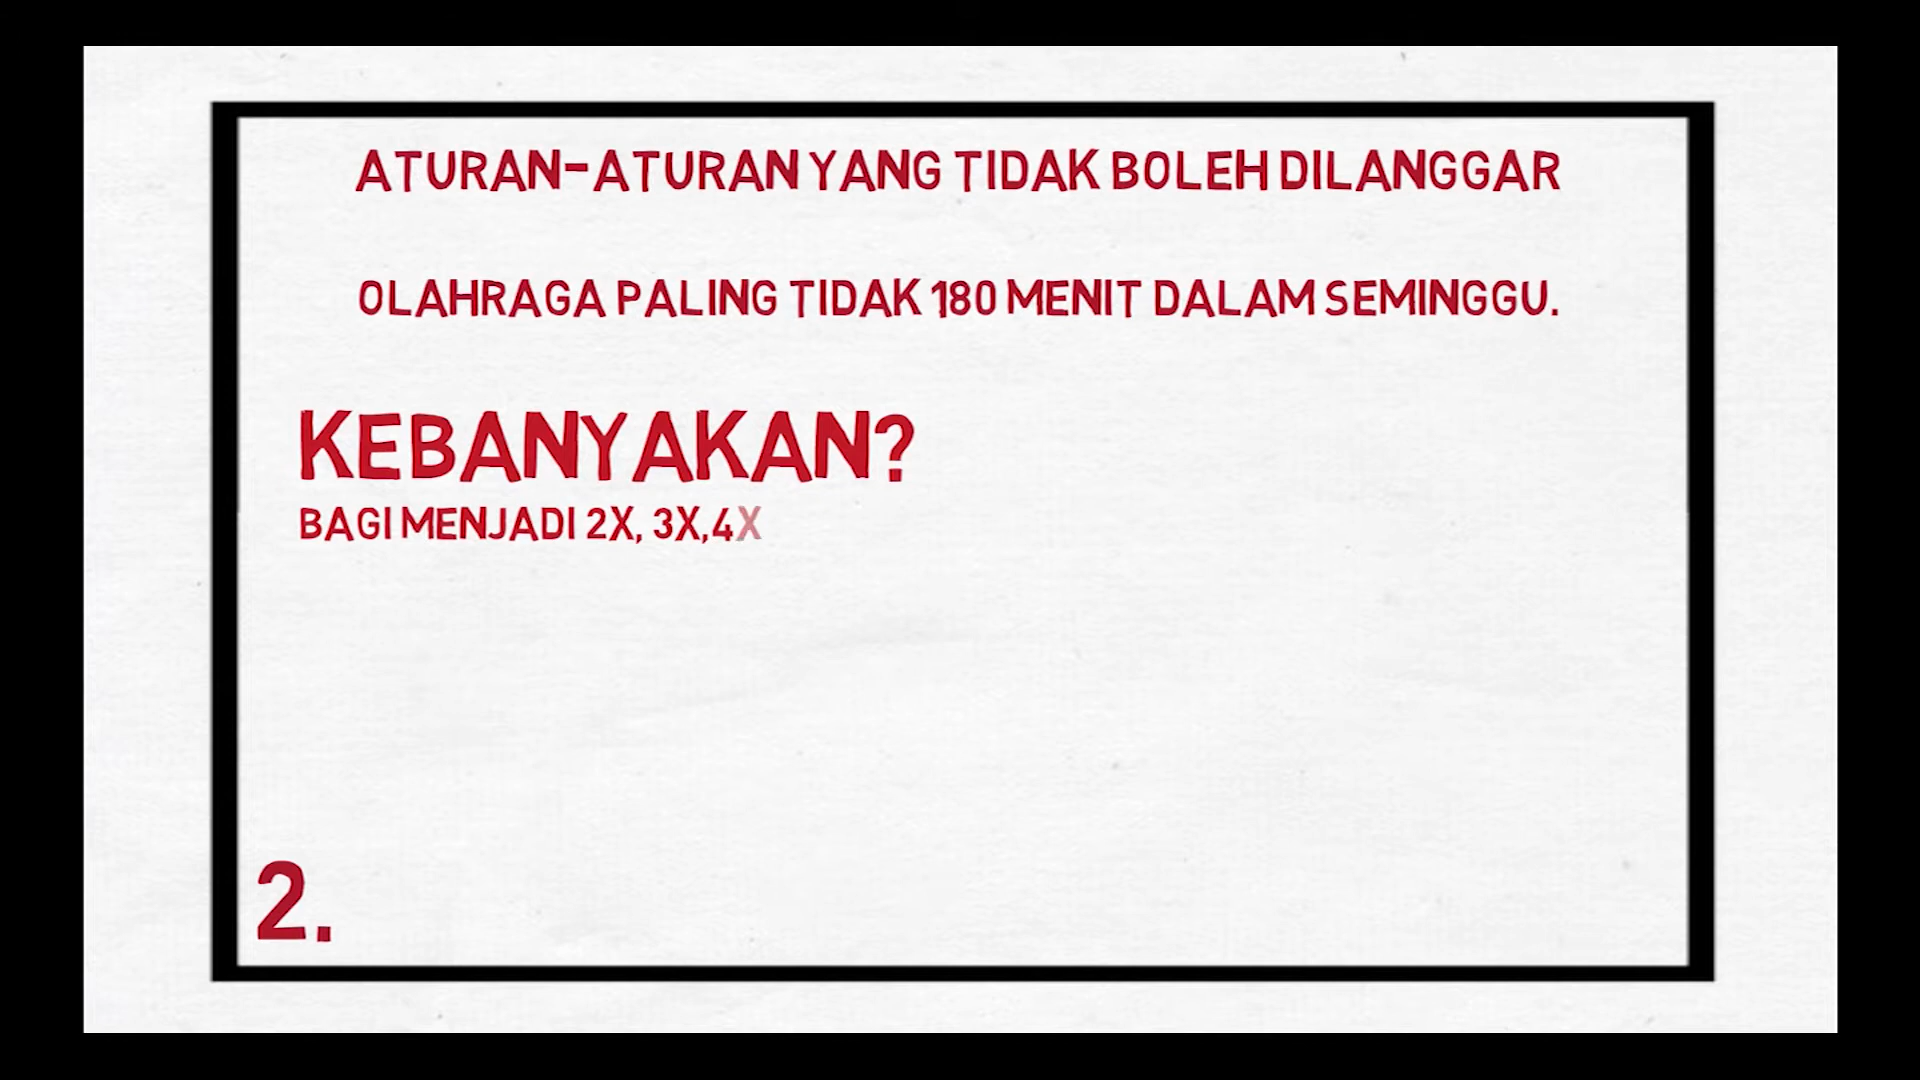 ATURAN-ATURAN YANG TIDAK BOLEH DILANGGAR
OLAHRAGA PALING TIDAK 180 MENIT DALAM SEMINGGU.
KEBANYAKAN?
BAGI MENJADI 2X, 3X,4X
2.